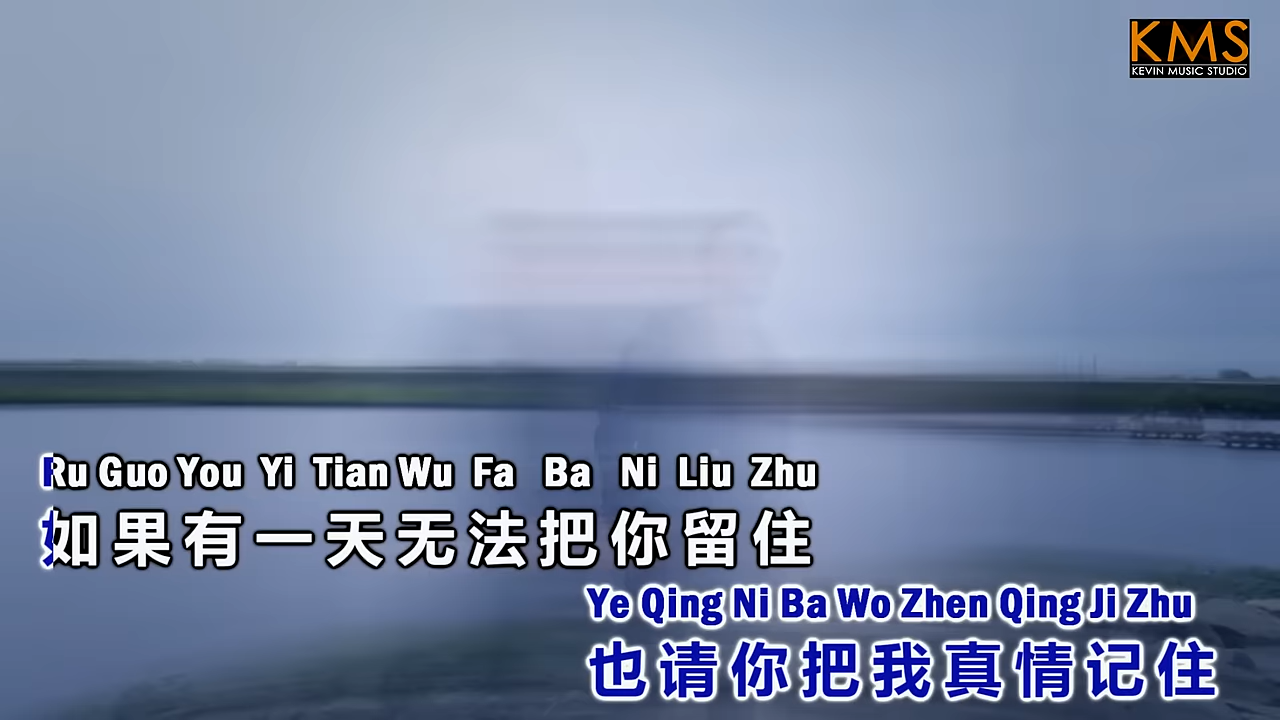 KMS
KEVIN MUSIC STUDIO
Ru Guo You Yi Tian Wu Fa Ba Ni Liu Zhu
如果有一天无法把你留住
Ye Qing Ni Ba Wo Zhen Qing Ji Zhu
也请你把我真情记住